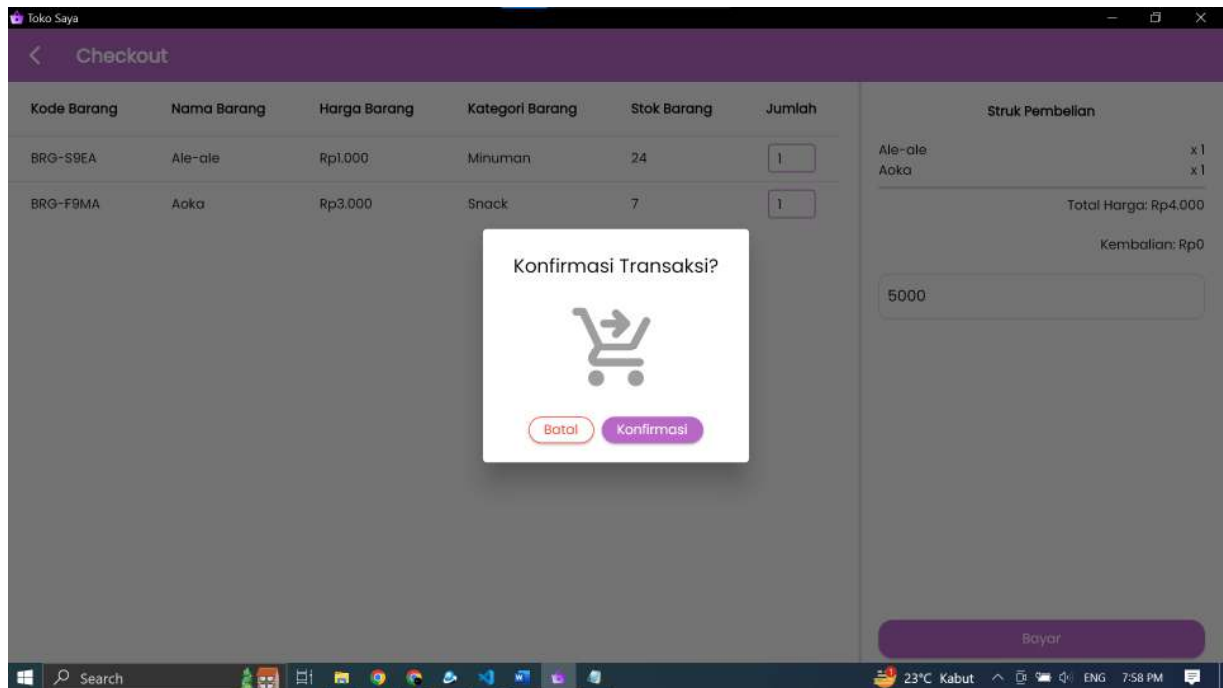 Toko Saya
Checkout
Kode Barang Nama Barang Harga Barang Kategori Barang Stok Barang Jumlah
BRG-S9EA Ale-ale Rp1.000 Minuman 24 1
BRG-F9MA Aoka Rp3.000 Snack 7 1
Struk Pembelian
Ale-ale x 1
Aoka x 1
Total Harga: Rp4.000
Kembalian: Rp0
5000
Konfirmasi Transaksi?
Batal Konfirmasi
Bayar
Search 23°C Kabut ENG 7:58 PM